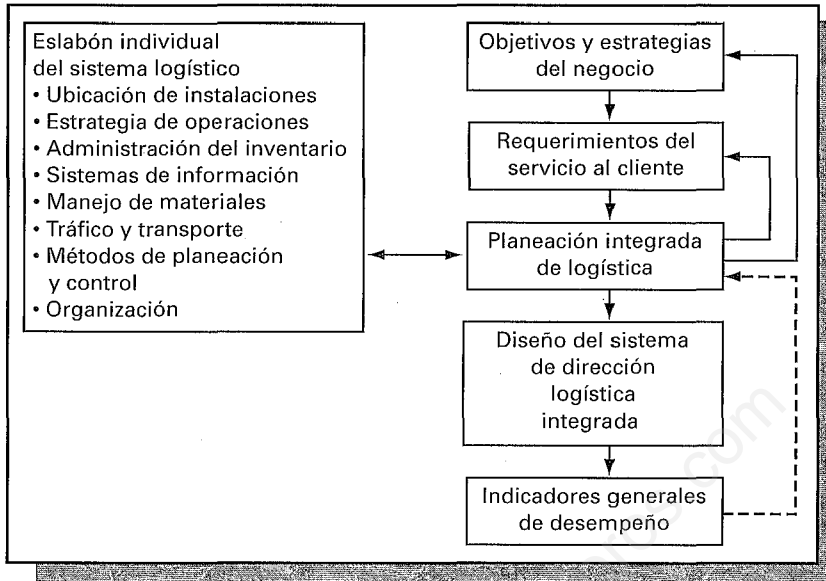 Eslabón individual
del sistema logístico
• Ubicación de instalaciones
• Estrategia de operaciones
• Administración del inventario
• Sistemas de información
• Manejo de materiales
• Tráfico y transporte
• Métodos de planeación
y control
• Organización
Objetivos y estrategias
del negocio
Requerimientos del
servicio al cliente
Planeación integrada
de logística
Diseño del sistema
de dirección
logística
integrada
Indicadores generales
de desempeño